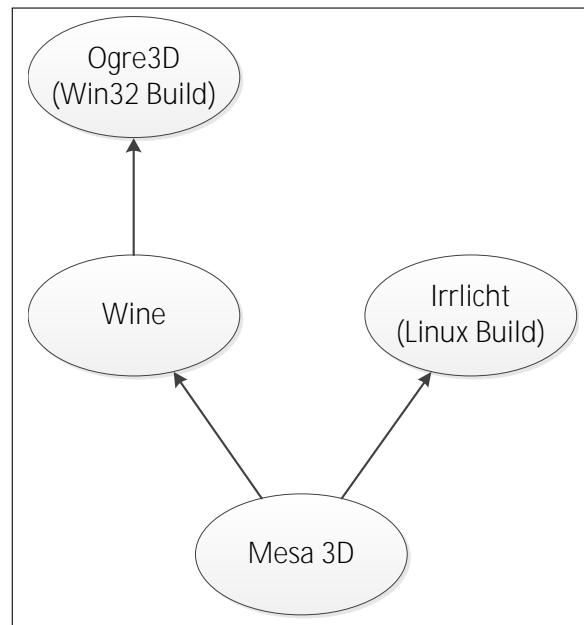 Ogre3D
(Win32 Build)
Wine
Irrlicht
(Linux Build)
Mesa 3D